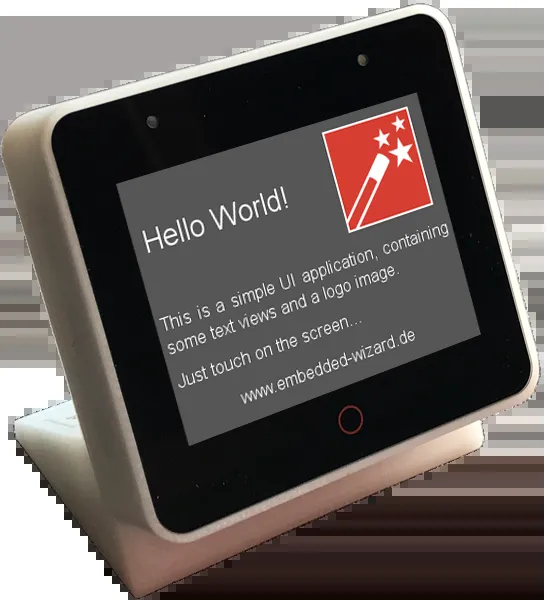 Hello World!
This is a simple UI application, containing
some text views and a logo image.
Just touch on the screen...
www.embedded-wizard.de